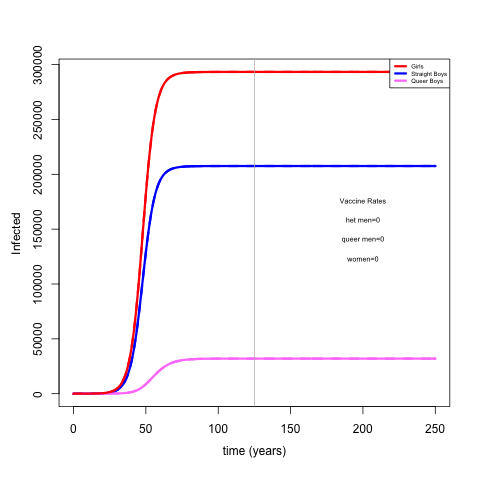 300000
250000
200000
150000
100000
50000
0
Infected
Girls
Straight Boys
Queer Boys
Vaccine Rates
het men=0
queer men=0
women=0
0 50 100 150 200 250
time (years)